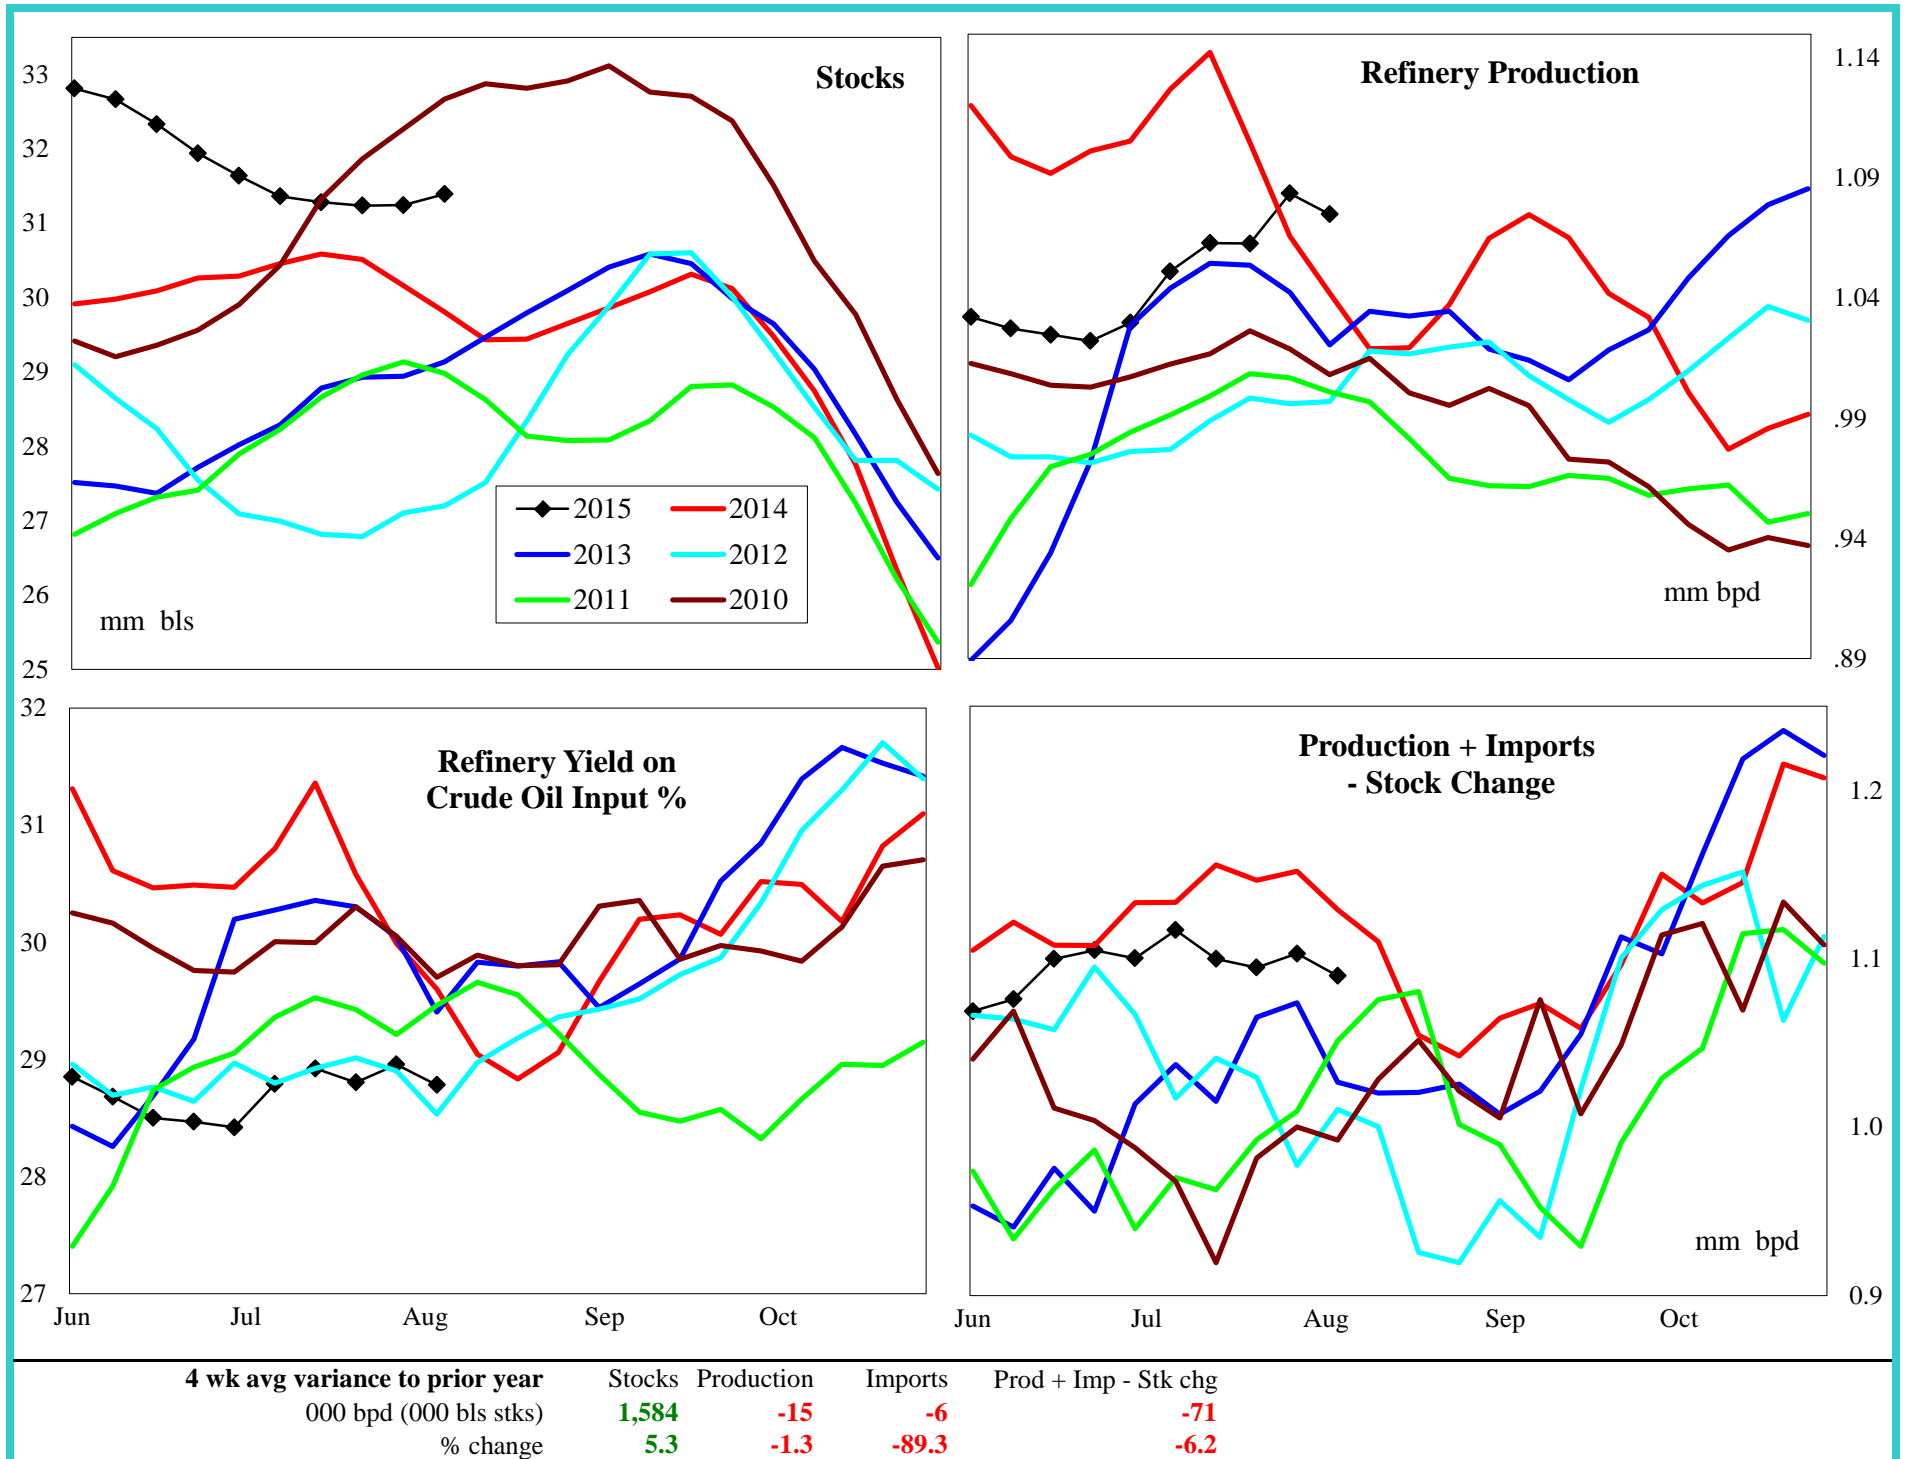 Stocks
33
32
31
30
29
28
27
26
25
mm bls
2015
2014
2013
2012
2011
2010
Refinery Production
1.14
1.09
1.04
.99
.94
.89
mm bpd
Refinery Yield on
Crude Oil Input %
32
31
30
29
28
27
Jun
Jul
Aug
Sep
Oct
Production + Imports
- Stock Change
1.2
1.1
1.0
0.9
mm bpd
Jun
Jul
Aug
Sep
Oct
4 wk avg variance to prior year Stocks Production Imports Prod + Imp - Stk chg
000 bpd (000 bls stks) 1,584 -15 -6 -71
% change 5.3 -1.3 -89.3 -6.2